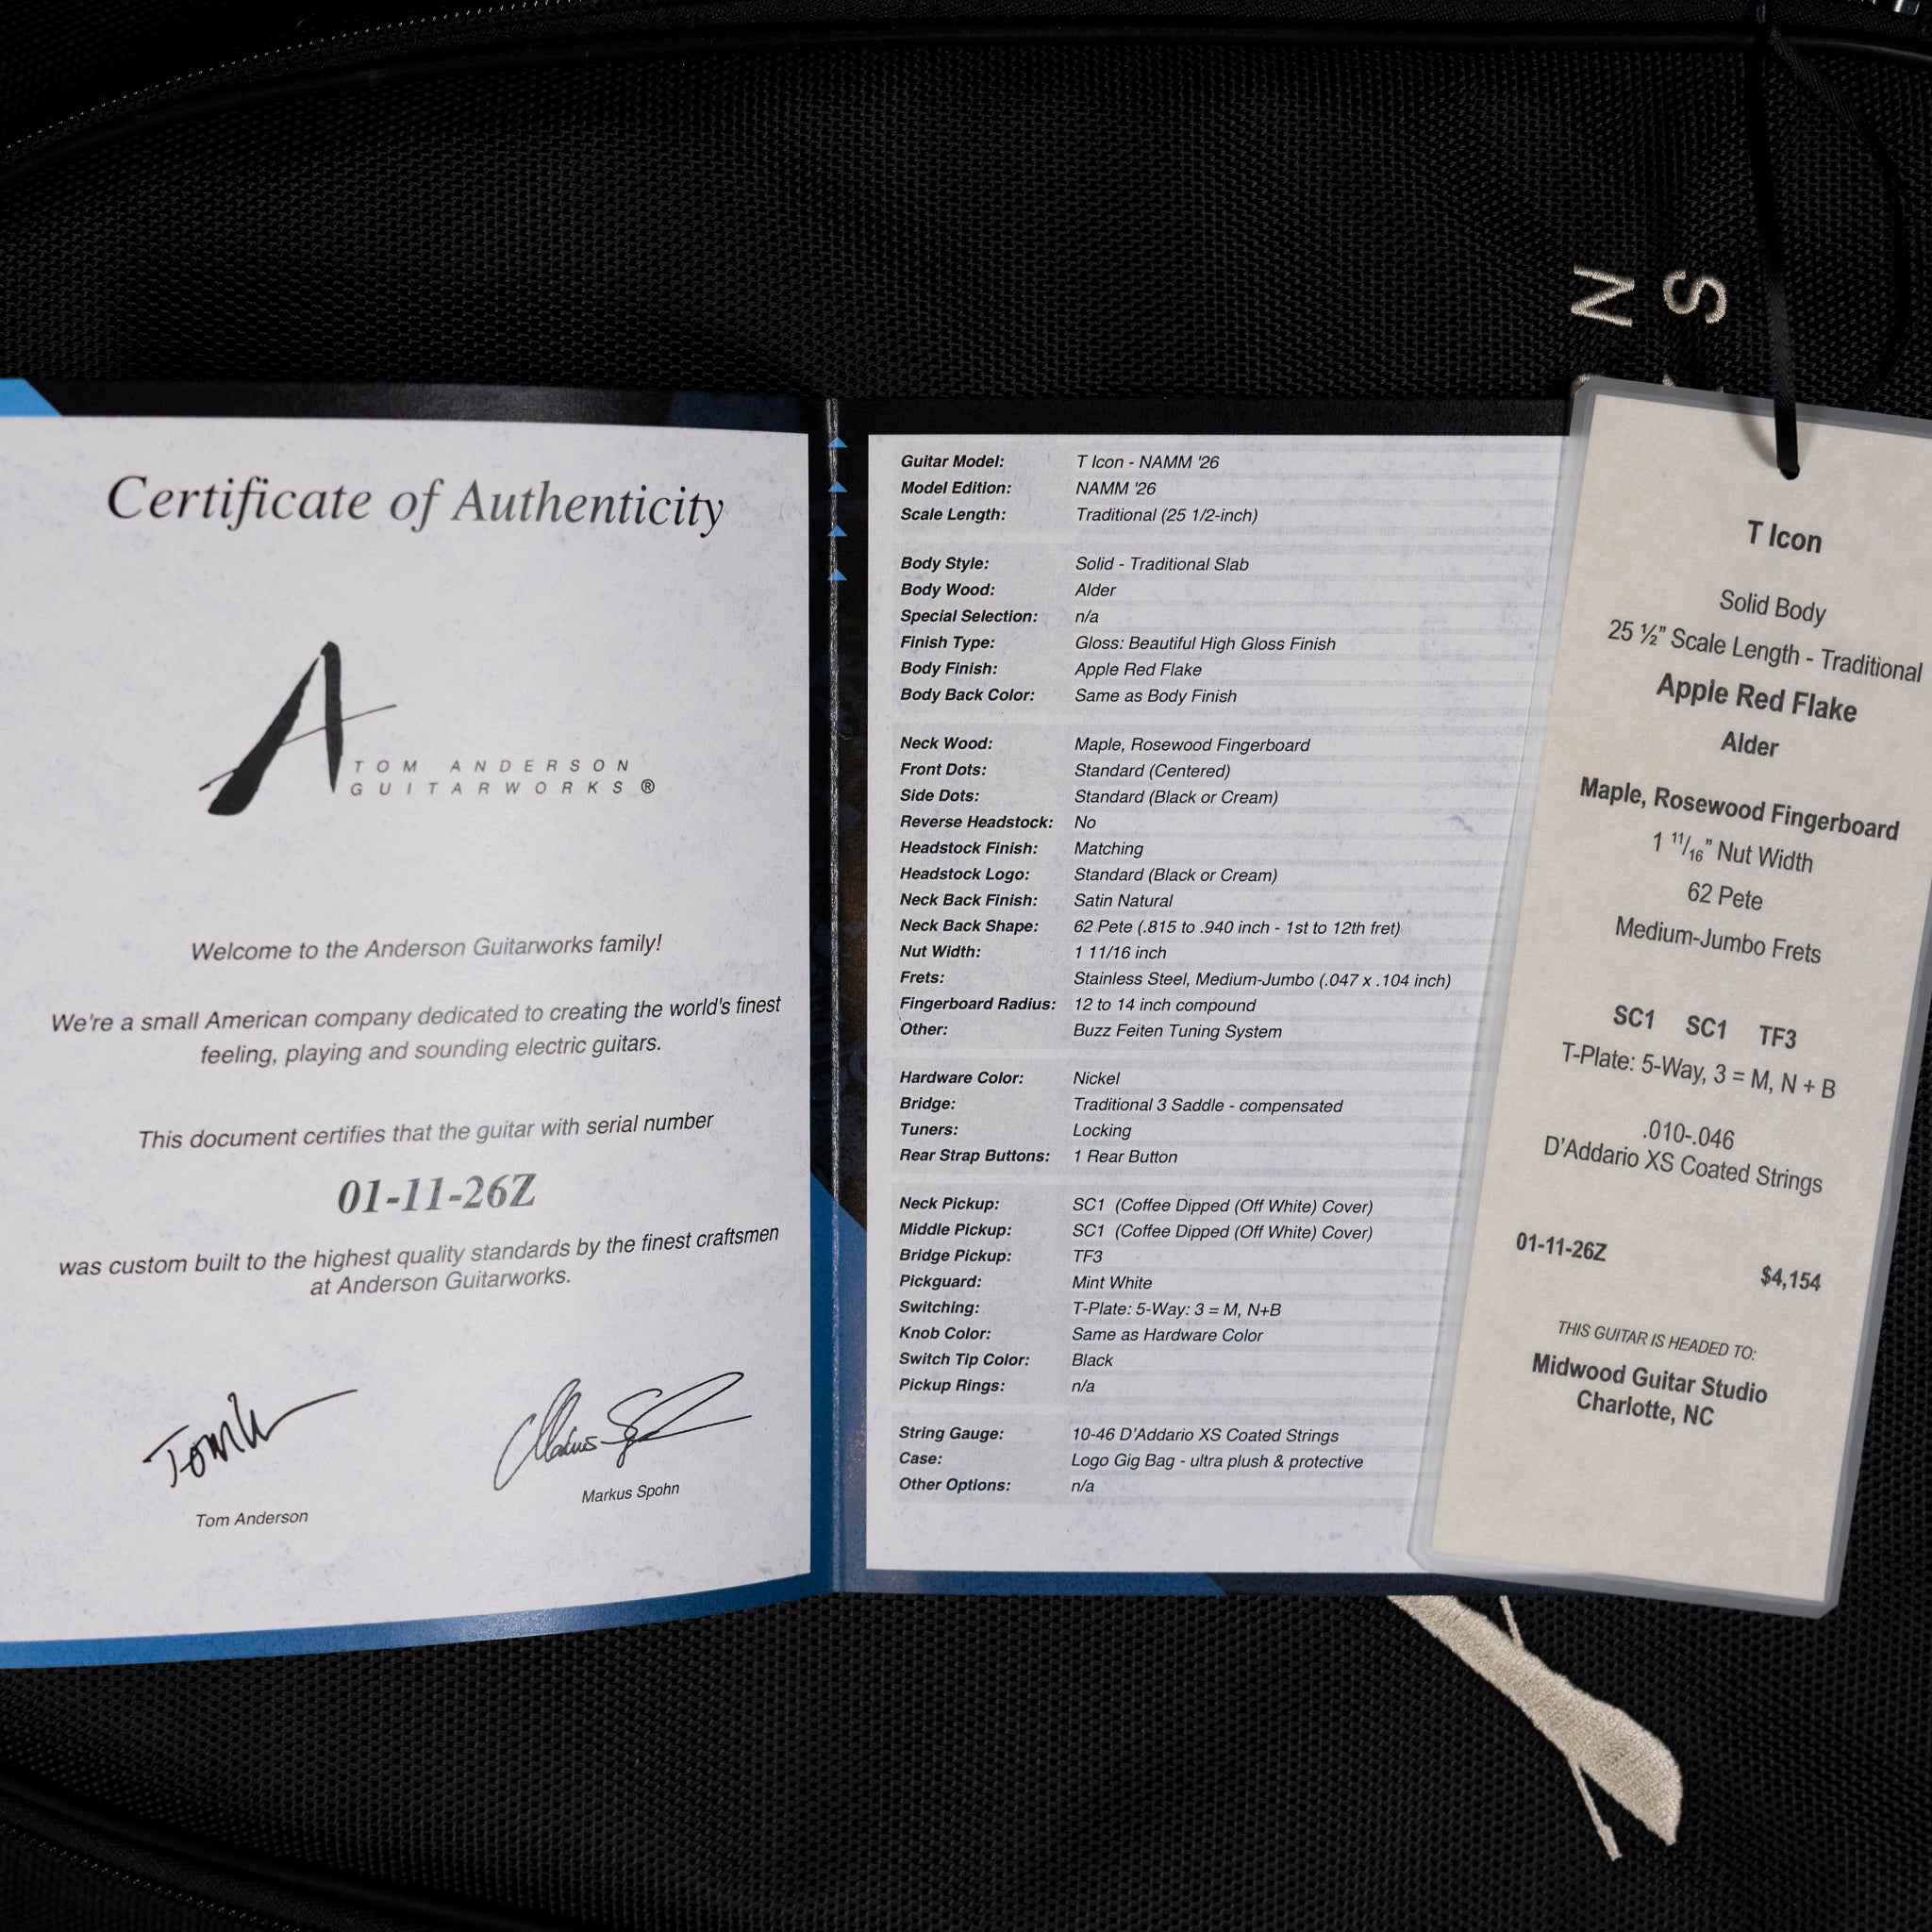 N
S
Certificate of Authenticity
TOM ANDERSON
GUITARWORKS ®
Welcome to the Anderson Guitarworks family!
We're a small American company dedicated to creating the world's finest
feeling, playing and sounding electric guitars.
This document certifies that the guitar with serial number
01-11-26Z
was custom built to the highest quality standards by the finest craftsmen
at Anderson Guitarworks.
Tom Anderson
Markus Spohn
Guitar Model: T Icon - NAMM '26
Model Edition: NAMM '26
Scale Length: Traditional (25 1/2-inch)
Body Style: Solid - Traditional Slab
Body Wood: Alder
Special Selection: n/a
Finish Type: Gloss: Beautiful High Gloss Finish
Body Finish: Apple Red Flake
Body Back Color: Same as Body Finish
Neck Wood: Maple, Rosewood Fingerboard
Front Dots: Standard (Centered)
Side Dots: Standard (Black or Cream)
Reverse Headstock: No
Headstock Finish: Matching
Headstock Logo: Standard (Black or Cream)
Neck Back Finish: Satin Natural
Neck Back Shape: 62 Pete (.815 to .940 inch - 1st to 12th fret)
Nut Width: 1 11/16 inch
Frets: Stainless Steel, Medium-Jumbo (.047 x .104 inch)
Fingerboard Radius: 12 to 14 inch compound
Other: Buzz Feiten Tuning System
Hardware Color: Nickel
Bridge: Traditional 3 Saddle - compensated
Tuners: Locking
Rear Strap Buttons: 1 Rear Button
Neck Pickup: SC1 (Coffee Dipped (Off White) Cover)
Middle Pickup: SC1 (Coffee Dipped (Off White) Cover)
Bridge Pickup: TF3
Pickguard: Mint White
Switching: T-Plate: 5-Way: 3 = M, N+B
Knob Color: Same as Hardware Color
Switch Tip Color: Black
Pickup Rings: n/a
String Gauge: 10-46 D'Addario XS Coated Strings
Case: Logo Gig Bag - ultra plush & protective
Other Options: n/a
T Icon
Solid Body
25 ½” Scale Length - Traditional
Apple Red Flake
Alder
Maple, Rosewood Fingerboard
1 11/16” Nut Width
62 Pete
Medium-Jumbo Frets
SC1 SC1 TF3
T-Plate: 5-Way, 3 = M, N + B
.010-.046
D’Addario XS Coated Strings
01-11-26Z
$4,154
THIS GUITAR IS HEADED TO:
Midwood Guitar Studio
Charlotte, NC